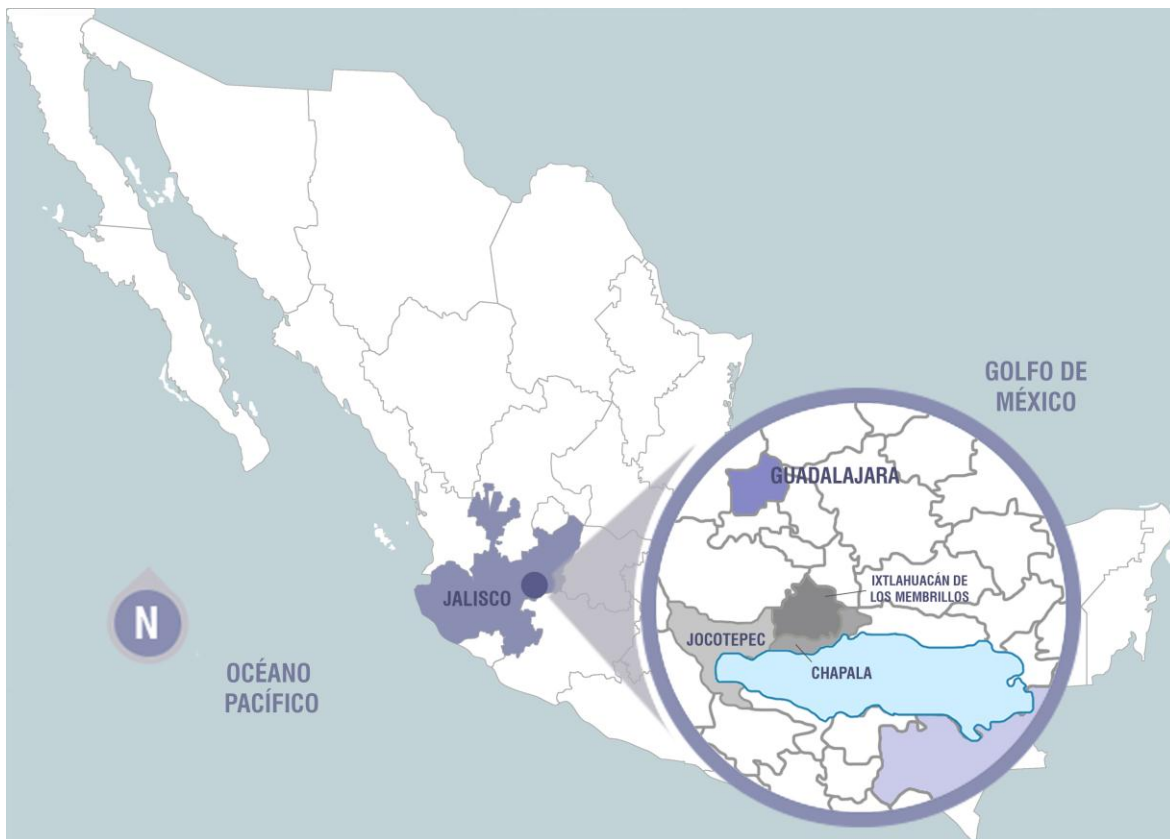 GOLFO DE
MÉXICO
GUADALAJARA
IXTLAHUACÁN DE
LOS MEMBRILLOS
JALISCO
N
JOCOTEPEC
CHAPALA
OCÉANO
PACÍFICO